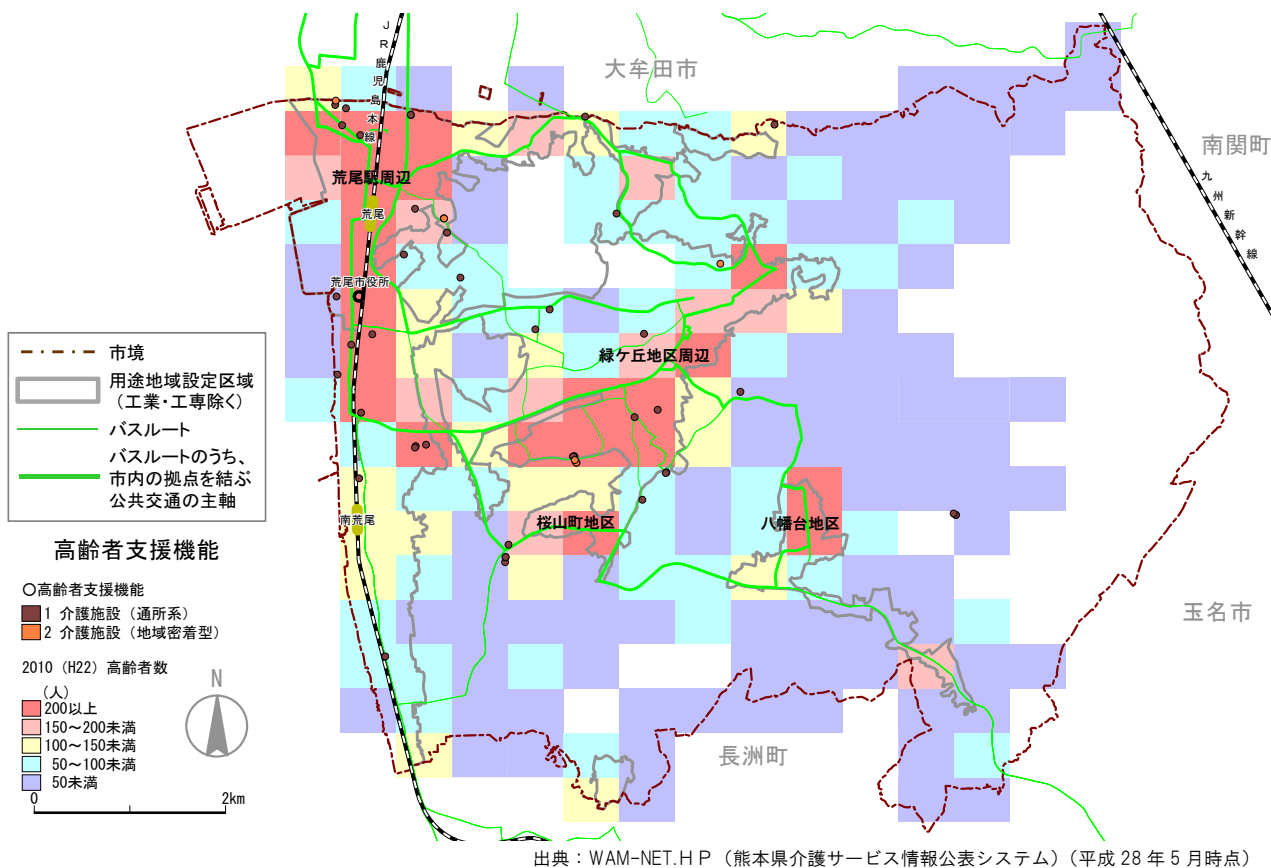 JR鹿児島本線
大牟田市
南関町
九州新幹線
荒尾駅周辺
荒尾
荒尾市役所
緑ケ丘地区周辺
市境
用途地域設定区域
(工業・工専除く)
バスルート
バスルートのうち、
市内の拠点を結ぶ
公共交通の主軸
南荒尾
桜山町地区
八幡台地区
高齢者支援機能
高齢者支援機能
1 介護施設(通所系)
2 介護施設(地域密着型)
玉名市
2010(H22)高齢者数
(人)
200以上
150~200未満
100~150未満
50~100未満
50未満
N
長洲町
0 2km
出典:WAM-NET.HP(熊本県介護サービス情報公表システム)(平成28年5月時点)